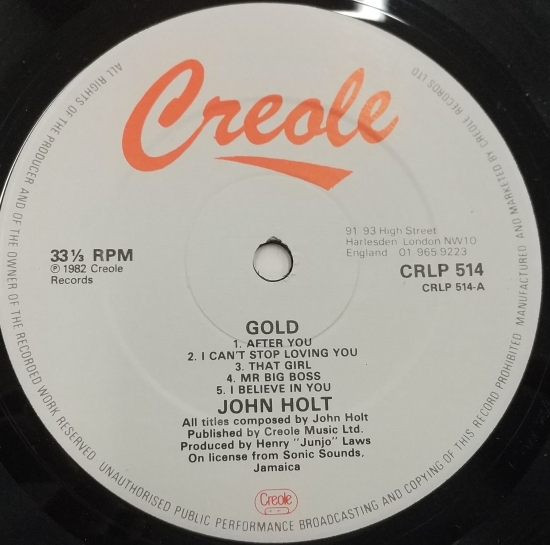 Creole
91 93 High Street
Harlesden London NW10
England 01 965 9223
33⅓ RPM
℗ 1982 Creole
Records
CRLP 514
CRLP 514-A
GOLD
1. AFTER YOU
2. I CAN'T STOP LOVING YOU
3. THAT GIRL
4. MR BIG BOSS
5. I BELIEVE IN YOU
JOHN HOLT
All titles composed by John Holt
Published by Creole Music Ltd.
Produced by Henry "Junjo" Laws
On license from Sonic Sounds,
Jamaica
Creole
ALL RIGHTS OF THE PRODUCER AND OF THE OWNER OF THE RECORDED WORK RESERVED UNAUTHORISED PUBLIC PERFORMANCE BROADCASTING AND COPYING OF THIS RECORD PROHIBITED MANUFACTURED AND MARKETED BY CREOLE RECORDS LTD